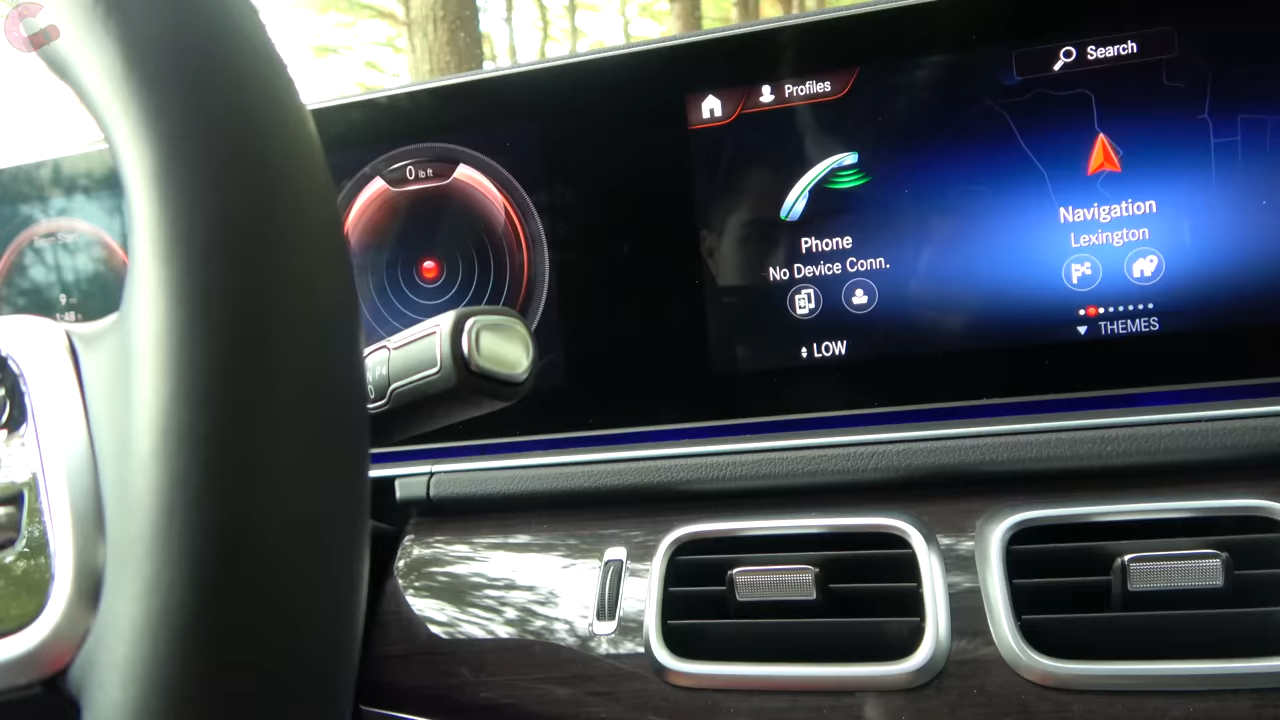 Search
Profiles
0 lb ft
Phone
No Device Conn.
Navigation
Lexington
THEMES
LOW
N P